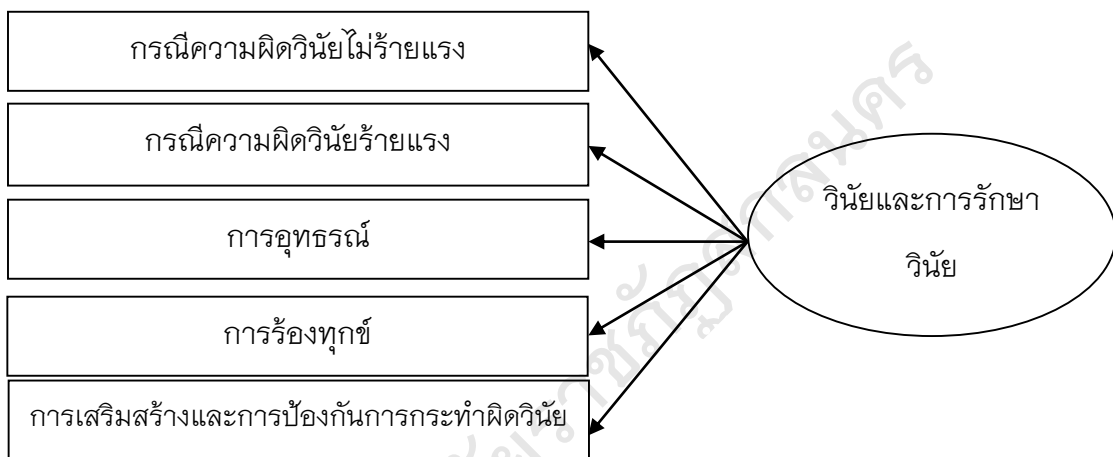 กรณีความผิดวินัยไม่ร้ายแรง
กรณีความผิดวินัยร้ายแรง
การอุทธรณ์
การร้องทุกข์
การเสริมสร้างและการป้องกันการกระทำผิดวินัย
วินัยและการรักษา
วินัย